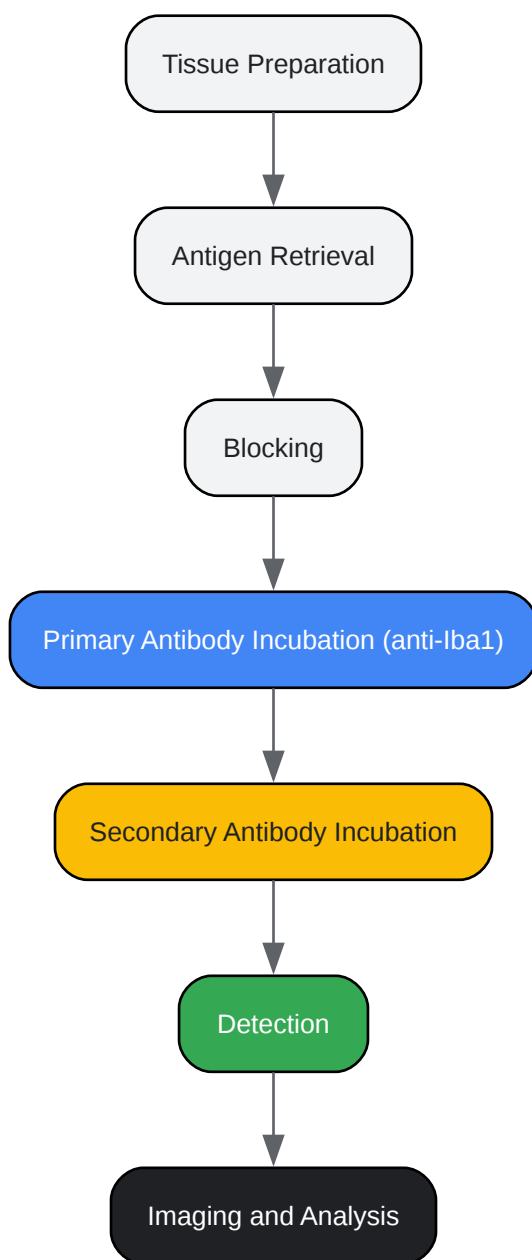 Tissue Preparation
Antigen Retrieval
Blocking
Primary Antibody Incubation (anti-Iba1)
Secondary Antibody Incubation
Detection
Imaging and Analysis